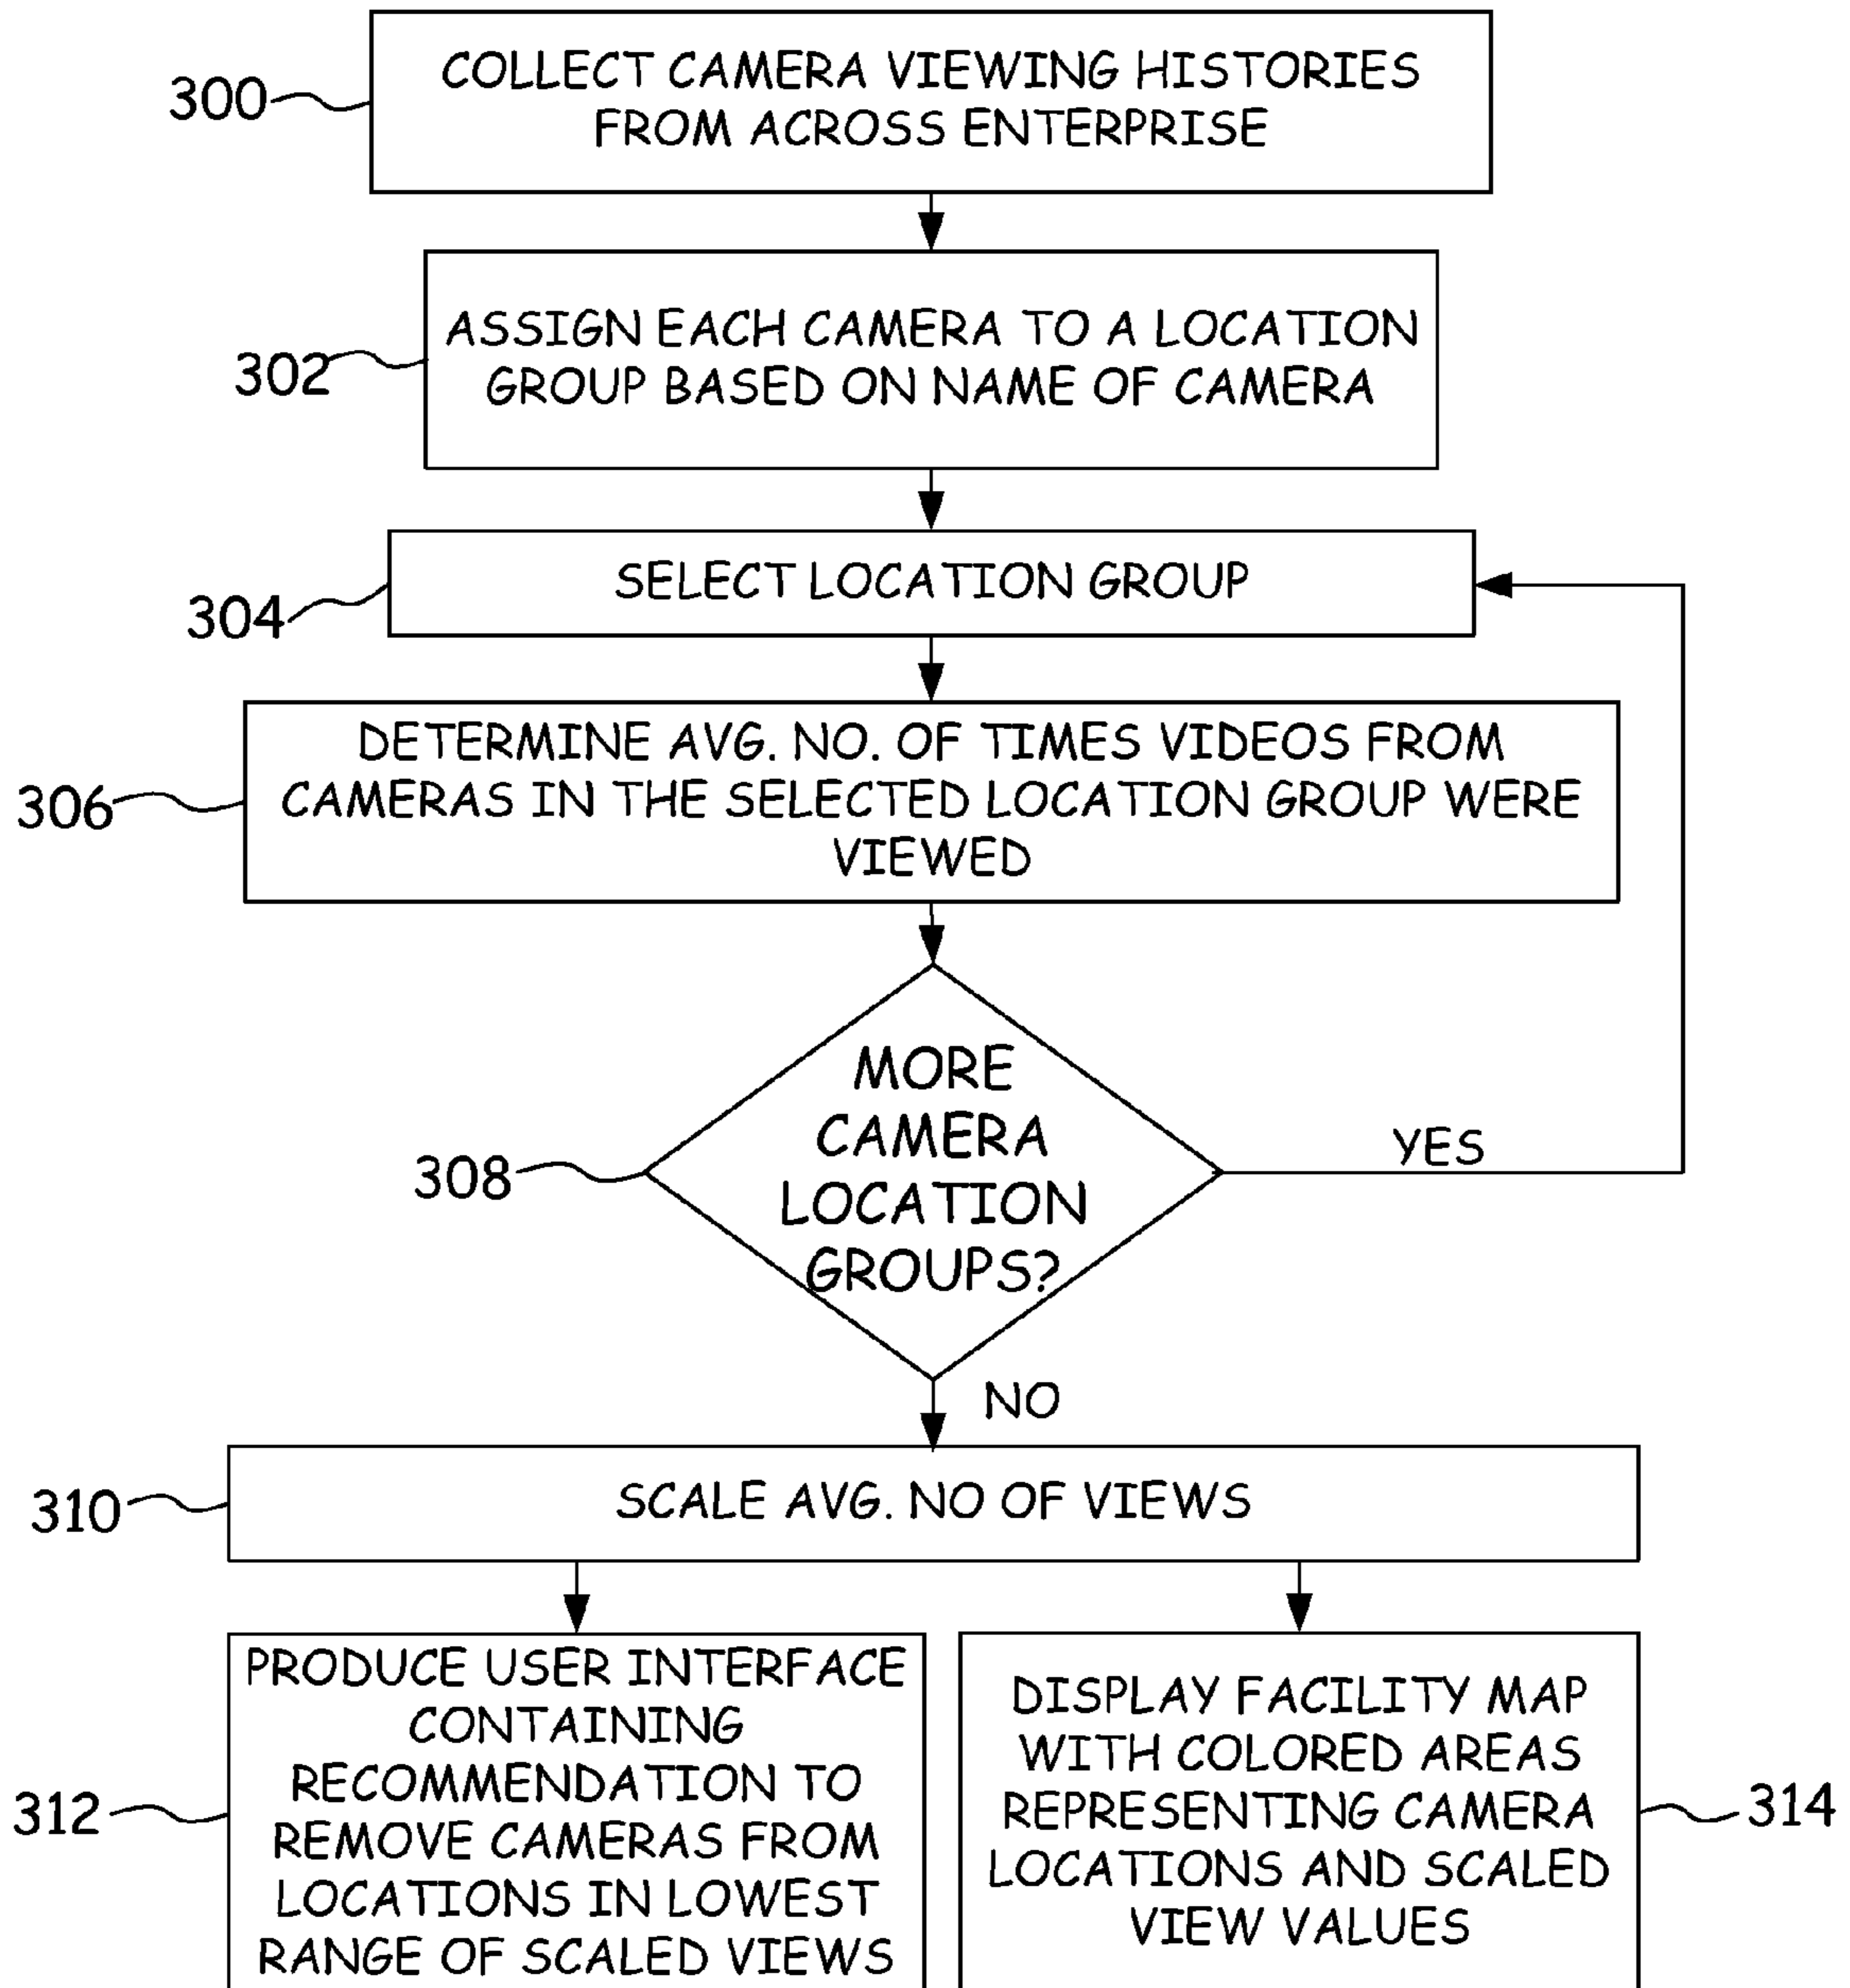 300
COLLECT CAMERA VIEWING HISTORIES
FROM ACROSS ENTERPRISE
302
ASSIGN EACH CAMERA TO A LOCATION
GROUP BASED ON NAME OF CAMERA
304
SELECT LOCATION GROUP
306
DETERMINE AVG. NO. OF TIMES VIDEOS FROM
CAMERAS IN THE SELECTED LOCATION GROUP WERE
VIEWED
308
MORE
CAMERA
LOCATION
GROUPS?
YES
NO
310
SCALE AVG. NO OF VIEWS
312
PRODUCE USER INTERFACE
CONTAINING
RECOMMENDATION TO
REMOVE CAMERAS FROM
LOCATIONS IN LOWEST
RANGE OF SCALED VIEWS
DISPLAY FACILITY MAP
WITH COLORED AREAS
REPRESENTING CAMERA
LOCATIONS AND SCALED
VIEW VALUES
314